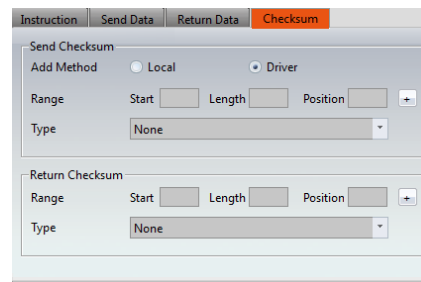 Instruction Send Data Return Data Checksum
Send Checksum
Add Method Local Driver
Range Start Length Position +
Type None
Return Checksum
Range Start Length Position +
Type None